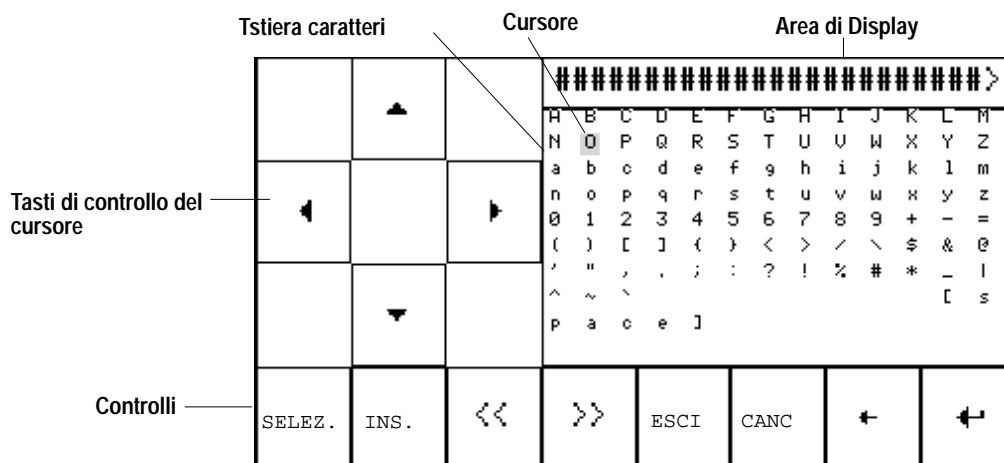 Tstiera caratteri
Cursore
Area di Display
########################>
A B C D E F G H I J K L M
N O P Q R S T U V W X Y Z
a b c d e f g h i j k l m
n o p q r s t u v w x y z
0 1 2 3 4 5 6 7 8 9 + - =
( ) [ ] { } < > / \ $ & @
' " , . ; : ? ! % # * _ |
^ ~ ` [ s
p a c e ]
Tasti di controllo del
cursore
Controlli
SELEZ. INS. << >> ESCI CANC ← ↵